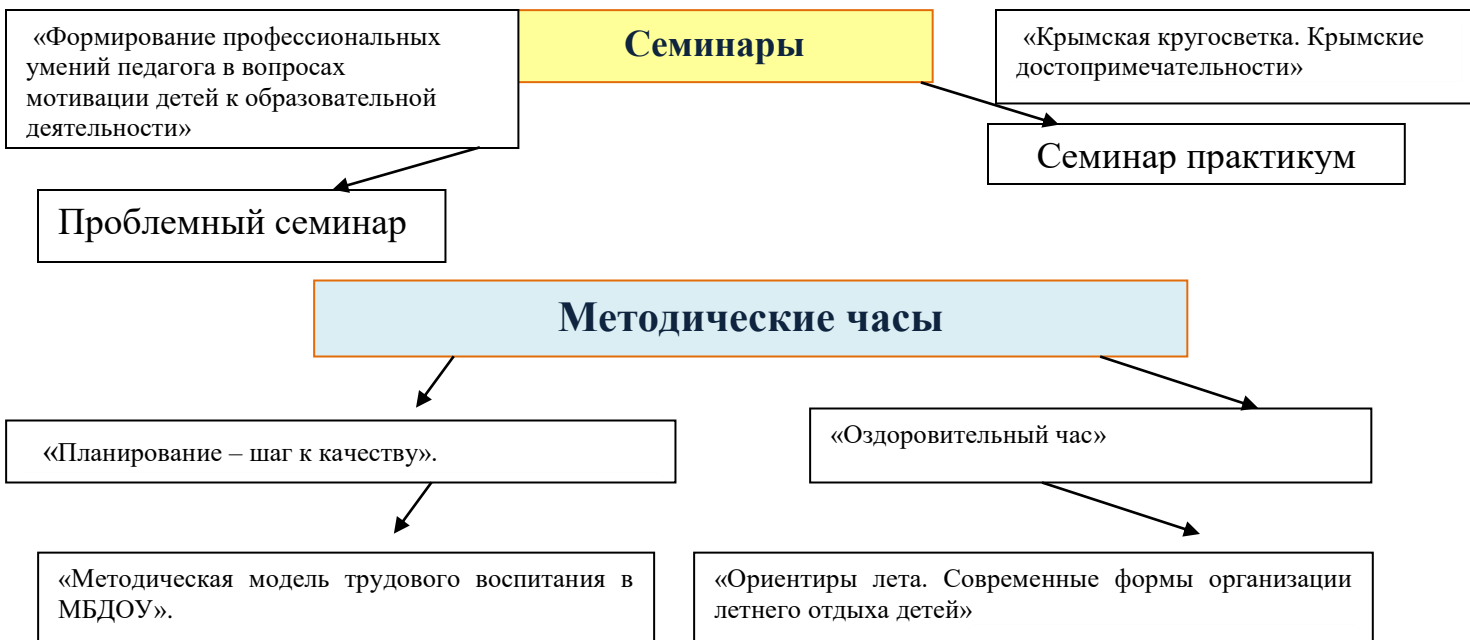 «Формирование профессиональных
умений педагога в вопросах
мотивации детей к образовательной
деятельности»
Семинары
«Крымская кругосветка. Крымские
достопримечательности»
Семинар практикум
Проблемный семинар
Методические часы
«Планирование – шаг к качеству».
«Оздоровительный час»
«Методическая модель трудового воспитания в
МБДОУ».
«Ориентиры лета. Современные формы организации
летнего отдыха детей»